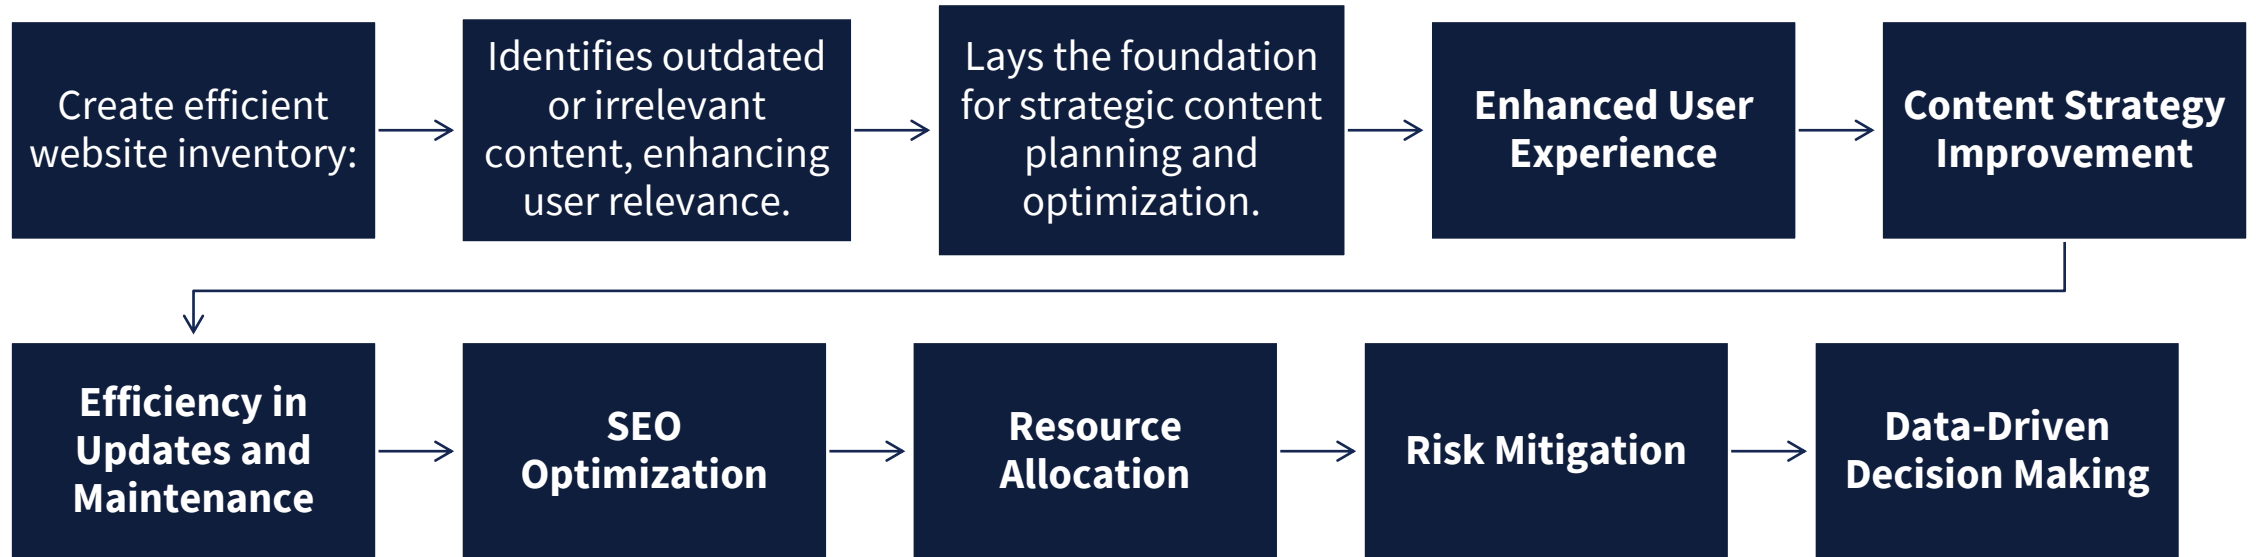 Create efficient
website inventory:
Identifies outdated
or irrelevant
content, enhancing
user relevance.
Lays the foundation
for strategic content
planning and
optimization.
Enhanced User
Experience
Content Strategy
Improvement
Efficiency in
Updates and
Maintenance
SEO
Optimization
Resource
Allocation
Risk Mitigation
Data-Driven
Decision Making